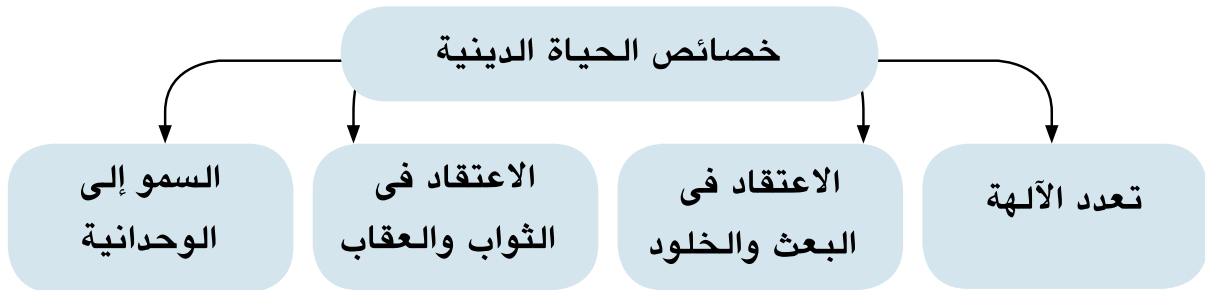 خصائص الحياة الدينية
تعدد الآلهة
الاعتقاد فى
البعث والخلود
الاعتقاد فى
الثواب والعقاب
السمو إلى
الوحدانية